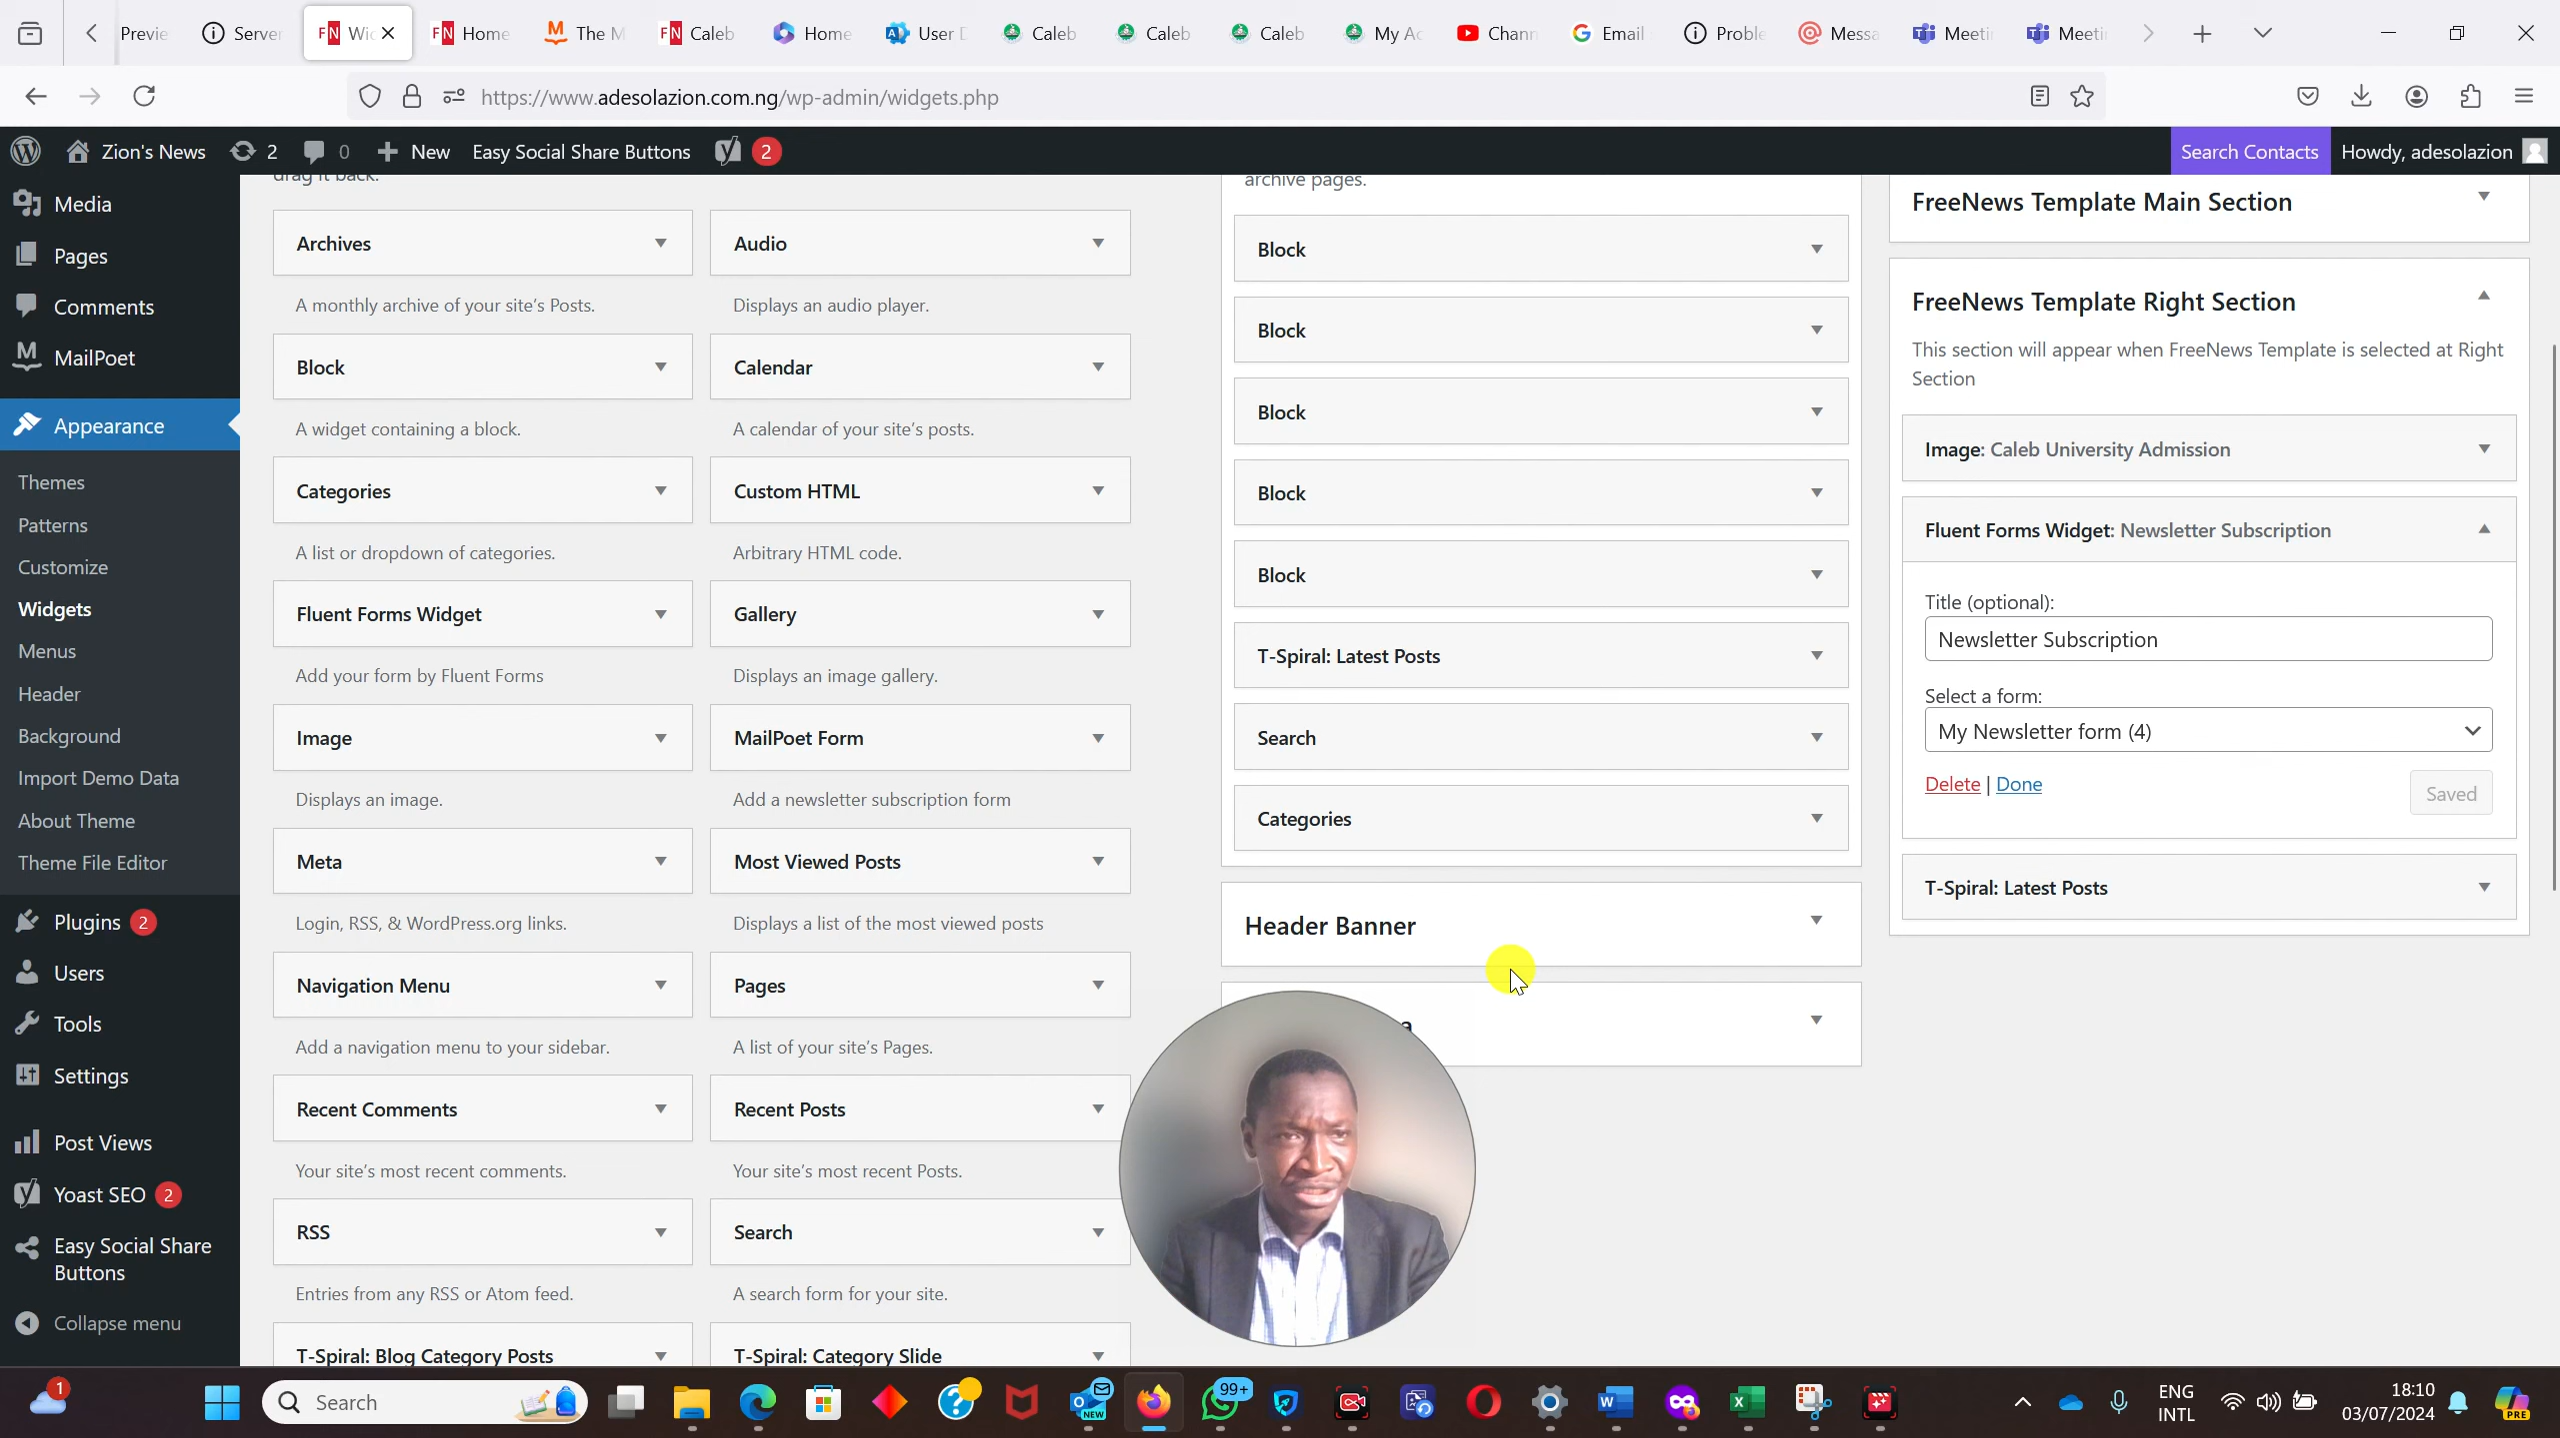 Previe
Server
FN Wid
FN Home
The M
FN Caleb
Home
User D
Caleb
Caleb
Caleb
My Ac
Chann
Email
Proble
Messa
Meeti
Meeti
https://www.adesolazion.com.ng/wp-admin/widgets.php
Zion's News
2
0
New
Easy Social Share Buttons
2
Search Contacts
Howdy, adesolazion
Media
Pages
Comments
MailPoet
Appearance
Themes
Patterns
Customize
Widgets
Menus
Header
Background
Import Demo Data
About Theme
Theme File Editor
Plugins 2
Users
Tools
Settings
Post Views
Yoast SEO 2
Easy Social Share
Buttons
Collapse menu
drag it back.
Archives
A monthly archive of your site's Posts.
Audio
Displays an audio player.
Block
A widget containing a block.
Calendar
A calendar of your site's posts.
Categories
A list or dropdown of categories.
Custom HTML
Arbitrary HTML code.
Fluent Forms Widget
Add your form by Fluent Forms
Gallery
Displays an image gallery.
Image
Displays an image.
MailPoet Form
Add a newsletter subscription form
Meta
Login, RSS, & WordPress.org links.
Most Viewed Posts
Displays a list of the most viewed posts
Navigation Menu
Add a navigation menu to your sidebar.
Pages
A list of your site's Pages.
Recent Comments
Your site's most recent comments.
Recent Posts
Your site's most recent Posts.
RSS
Entries from any RSS or Atom feed.
Search
A search form for your site.
T-Spiral: Blog Category Posts
T-Spiral: Category Slide
archive pages.
Block
Block
Block
Block
Block
T-Spiral: Latest Posts
Search
Categories
Header Banner
FreeNews Template Main Section
FreeNews Template Right Section
This section will appear when FreeNews Template is selected at Right
Section
Image: Caleb University Admission
Fluent Forms Widget: Newsletter Subscription
Title (optional):
Newsletter Subscription
Select a form:
My Newsletter form (4)
Delete | Done
Saved
T-Spiral: Latest Posts
1
Search
NEW
99+
ENG
INTL
18:10
03/07/2024
PRE